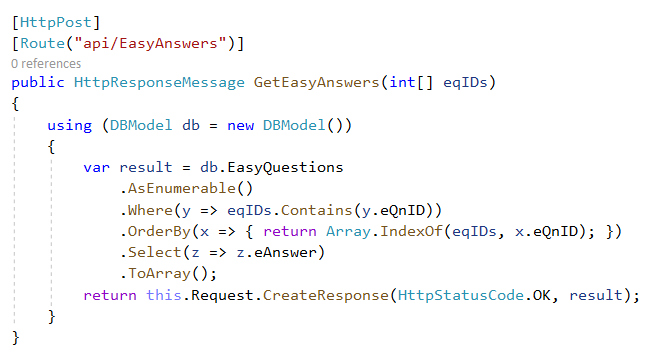 [HttpPost]
[Route("api/EasyAnswers")]
0 references
public HttpResponseMessage GetEasyAnswers(int[] eqIDs)
{
    using (DBModel db = new DBModel())
    {
        var result = db.EasyQuestions
            .AsEnumerable()
            .Where(y => eqIDs.Contains(y.eQnID))
            .OrderBy(x => { return Array.IndexOf(eqIDs, x.eQnID); })
            .Select(z => z.eAnswer)
            .ToArray();
        return this.Request.CreateResponse(HttpStatusCode.OK, result);
    }
}